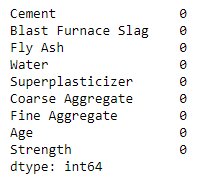 Cement 0
Blast Furnace Slag 0
Fly Ash 0
Water 0
Superplasticizer 0
Coarse Aggregate 0
Fine Aggregate 0
Age 0
Strength 0
dtype: int64